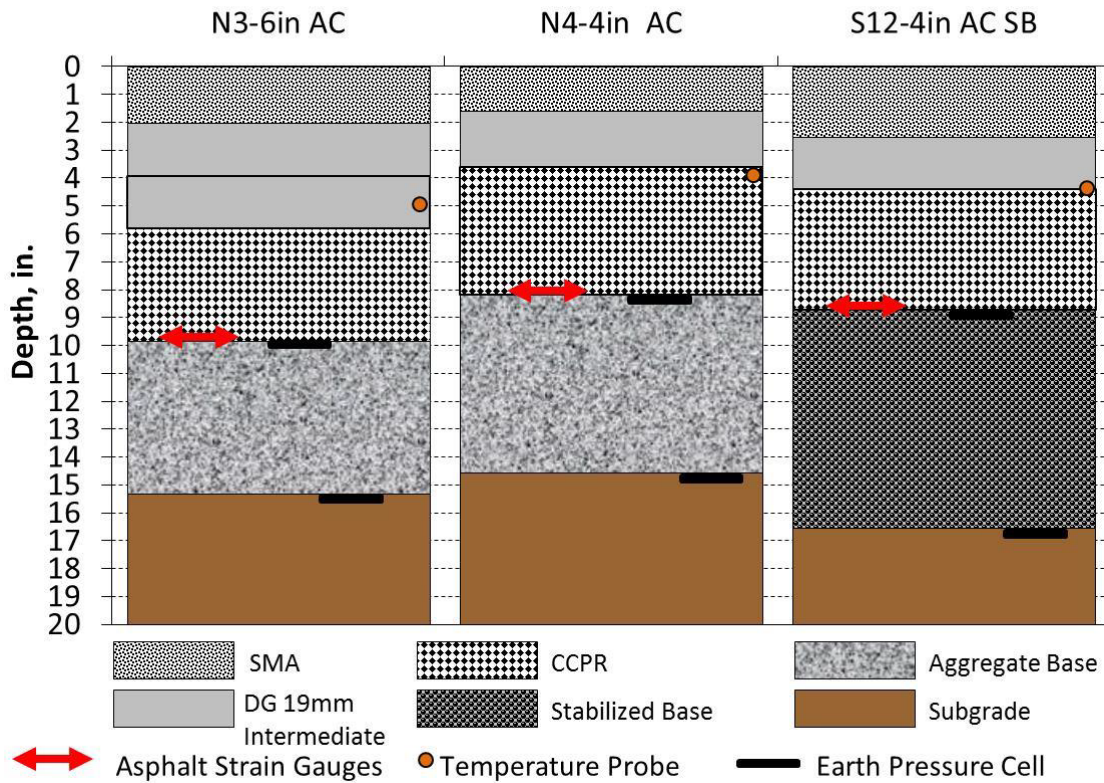 N3-6in AC
N4-4in AC
S12-4in AC SB
Depth, in.
0
1
2
3
4
5
6
7
8
9
10
11
12
13
14
15
16
17
18
19
20
SMA
CCPR
Aggregate Base
DG 19mm
Intermediate
Stabilized Base
Subgrade
Asphalt Strain Gauges
Temperature Probe
Earth Pressure Cell